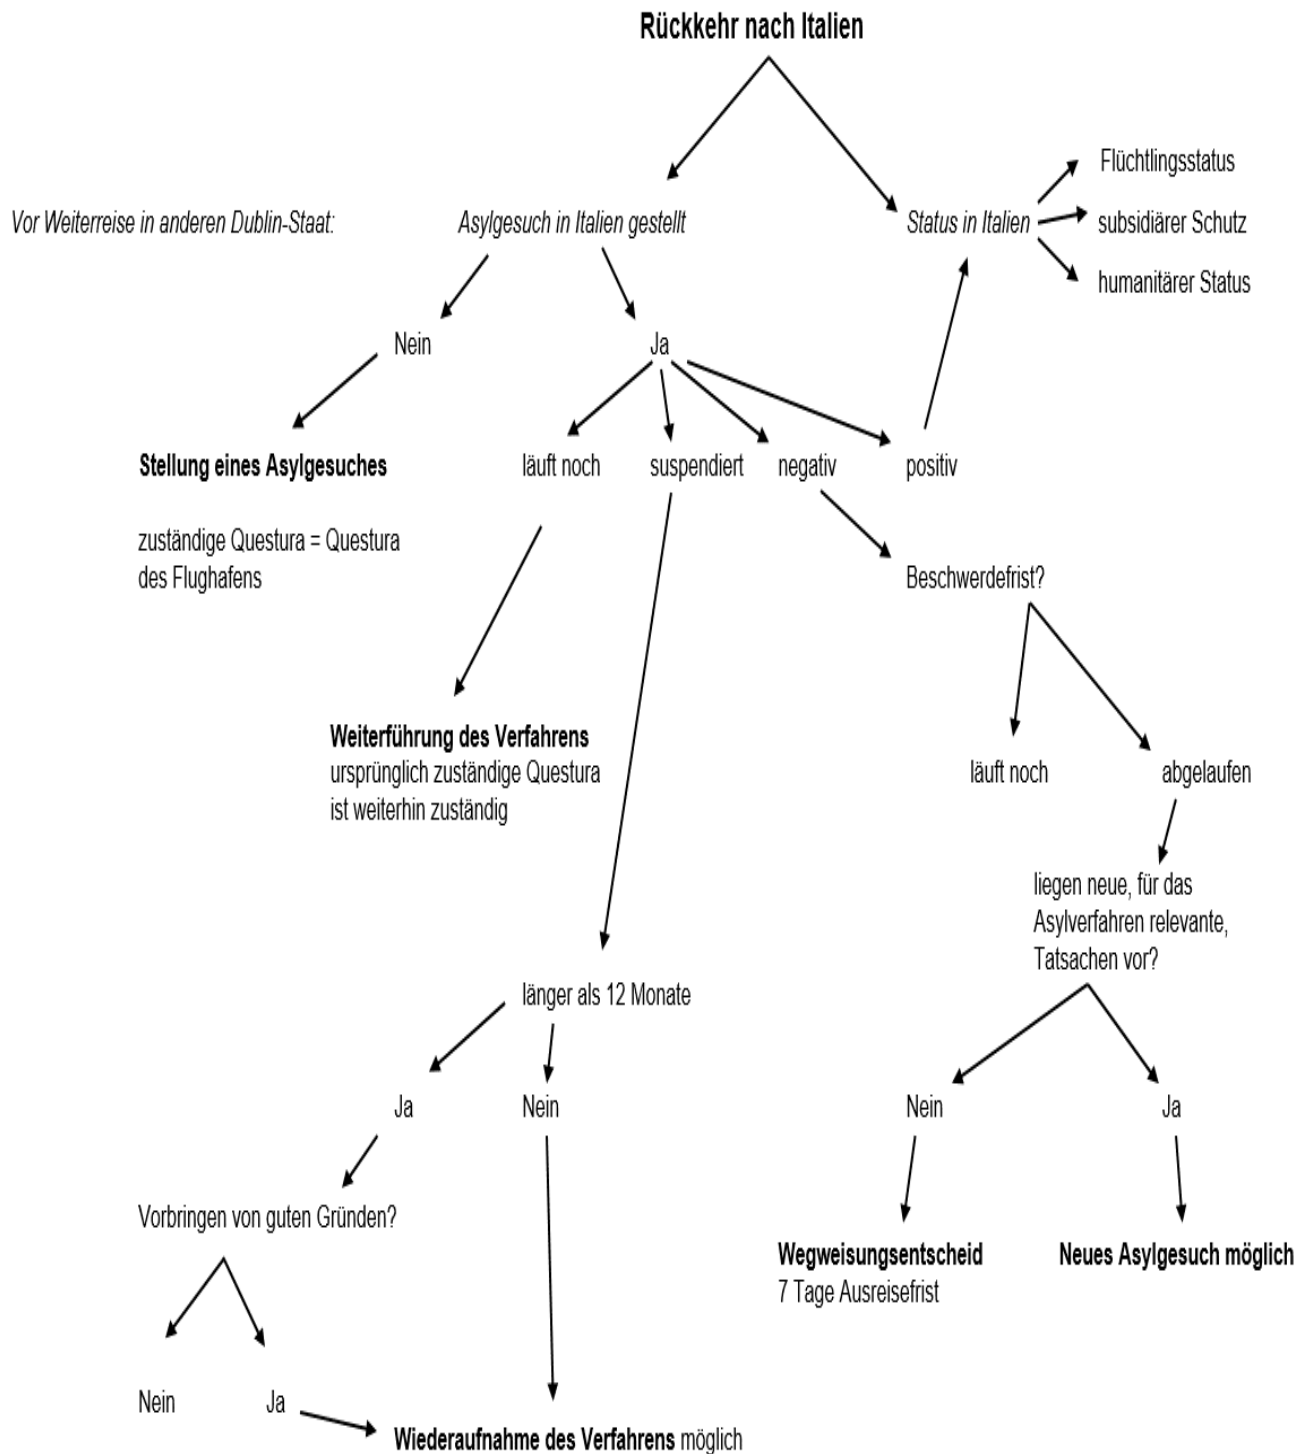 Rückkehr nach Italien
Flüchtlingsstatus
Vor Weiterreise in anderen Dublin-Staat:
Asylgesuch in Italien gestellt
Status in Italien
subsidiärer Schutz
humanitärer Status
Nein
Ja
Stellung eines Asylgesuches
läuft noch
suspendiert
negativ
positiv
zuständige Questura = Questura
des Flughafens
Beschwerdefrist?
Weiterführung des Verfahrens
ursprünglich zuständige Questura
ist weiterhin zuständig
läuft noch
abgelaufen
liegen neue, für das
Asylverfahren relevante,
Tatsachen vor?
länger als 12 Monate
Ja
Nein
Nein
Ja
Vorbringen von guten Gründen?
Wegweisungsentscheid
7 Tage Ausreisefrist
Neues Asylgesuch möglich
Nein
Ja
Wiederaufnahme des Verfahrens möglich